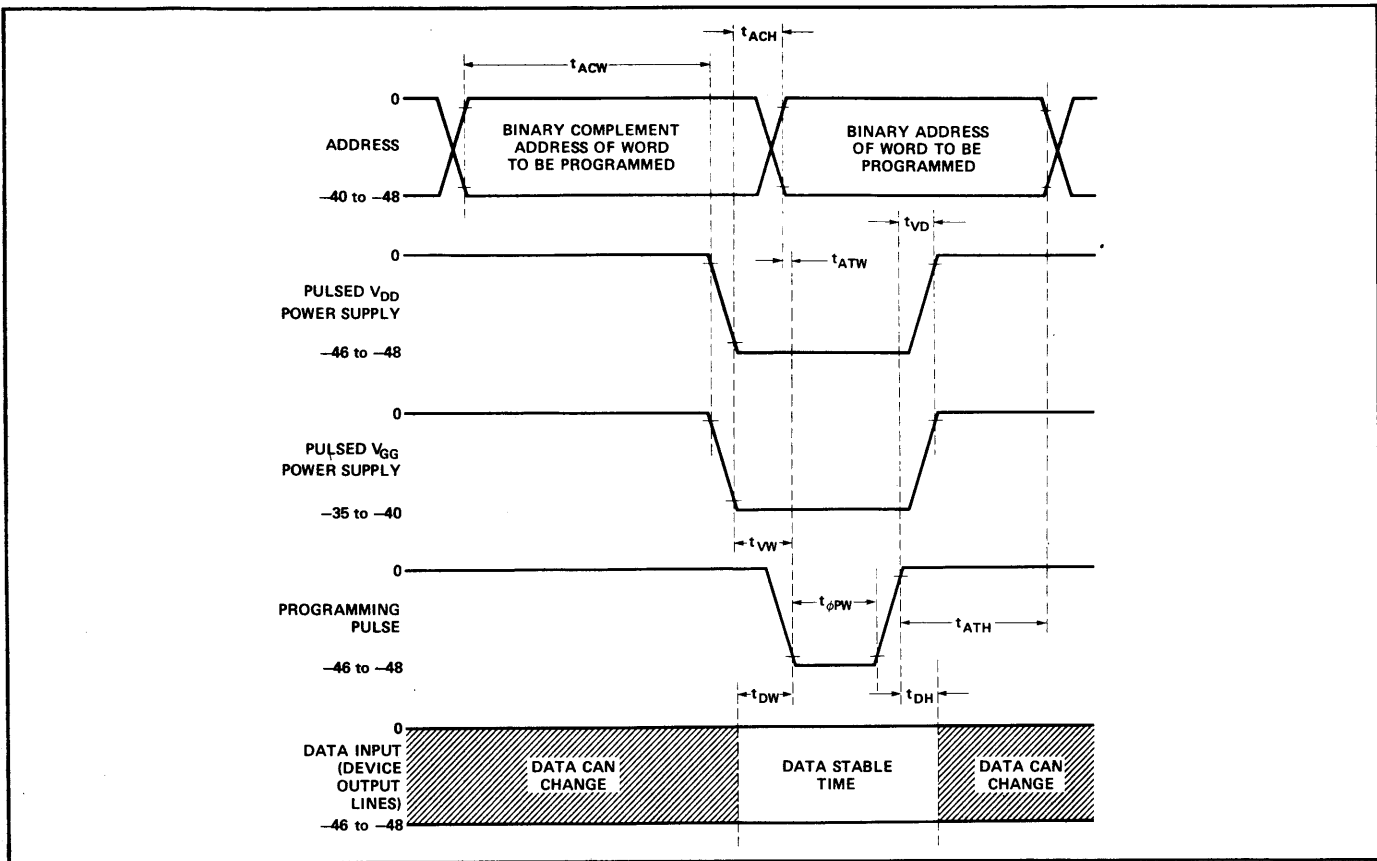 tACH
tACW
0
ADDRESS
−40 to −48
BINARY COMPLEMENT
ADDRESS OF WORD
TO BE PROGRAMMED
BINARY ADDRESS
OF WORD TO BE
PROGRAMMED
tVD
tATW
0
PULSED VDD
POWER SUPPLY
−46 to −48
0
PULSED VGG
POWER SUPPLY
−35 to −40
tVW
0
PROGRAMMING
PULSE
−46 to −48
tφPW
tATH
tDW
tDH
0
DATA INPUT
(DEVICE
OUTPUT
LINES)
−46 to −48
DATA CAN
CHANGE
DATA STABLE
TIME
DATA CAN
CHANGE